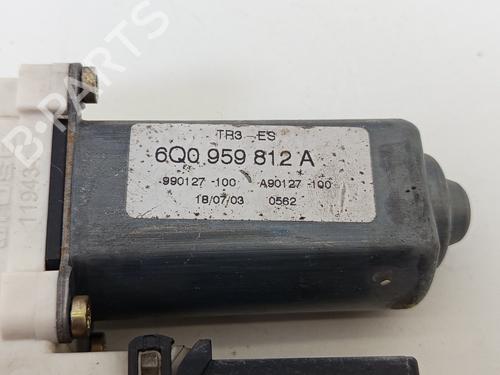 TR3 ES
6Q0 959 812 A
990127 -100 A90127 -100
18/07/03 0562
B-PARTS